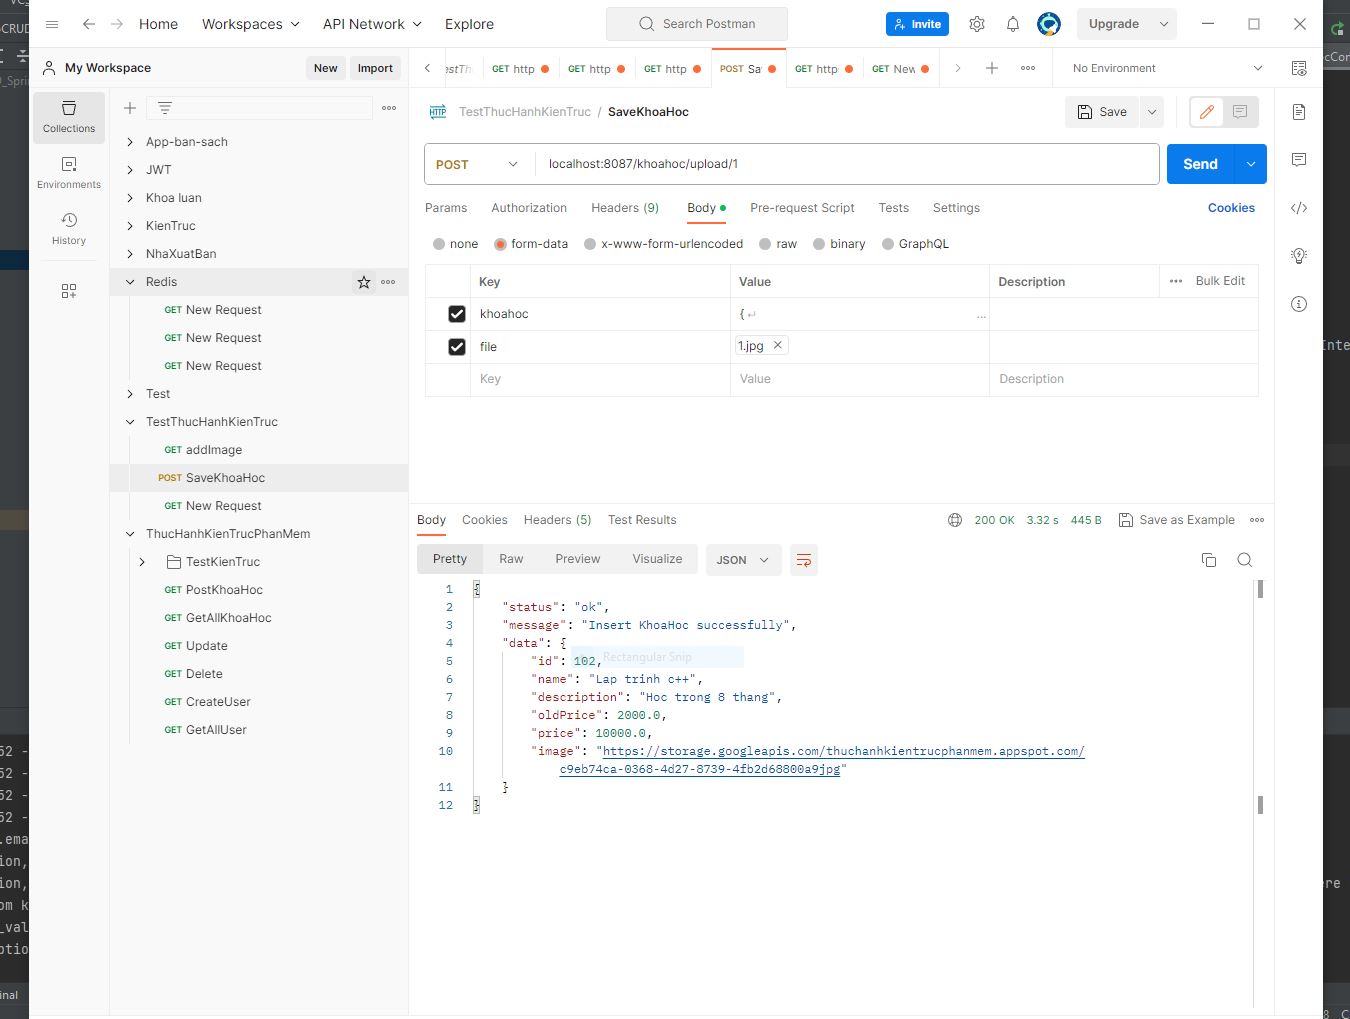 Home Workspaces API Network Explore Search Postman Invite Upgrade
My Workspace New Import GET http GET http GET http POST Sa GET http GET New No Environment
TestThucHanhKienTruc / SaveKhoaHoc Save
Collections
Environments
History
App-ban-sach
JWT
Khoa luan
KienTruc
NhaXuatBan
Redis
GET New Request
GET New Request
GET New Request
Test
TestThucHanhKienTruc
GET addImage
POST SaveKhoaHoc
GET New Request
ThucHanhKienTrucPhanMem
TestKienTruc
GET PostKhoaHoc
GET GetAllKhoaHoc
GET Update
GET Delete
GET CreateUser
GET GetAllUser
POST localhost:8087/khoahoc/upload/1 Send
Params Authorization Headers (9) Body Pre-request Script Tests Settings Cookies
none form-data x-www-form-urlencoded raw binary GraphQL
Key Value Description Bulk Edit
khoahoc { ↵ ...
file 1.jpg
Key Value Description
Body Cookies Headers (5) Test Results 200 OK 3.32 s 445 B Save as Example
Pretty Raw Preview Visualize JSON
1 {
2 "status": "ok",
3 "message": "Insert KhoaHoc successfully",
4 "data": {
5 "id": 102,
Rectangular Snip
6 "name": "Lap trinh c++",
7 "description": "Hoc trong 8 thang",
8 "oldPrice": 2000.0,
9 "price": 10000.0,
10 "image": "https://storage.googleapis.com/thuchanhkientrucphanmem.appspot.com/
c9eb74ca-0368-4d27-8739-4fb2d68800a9jpg"
11 }
12 }